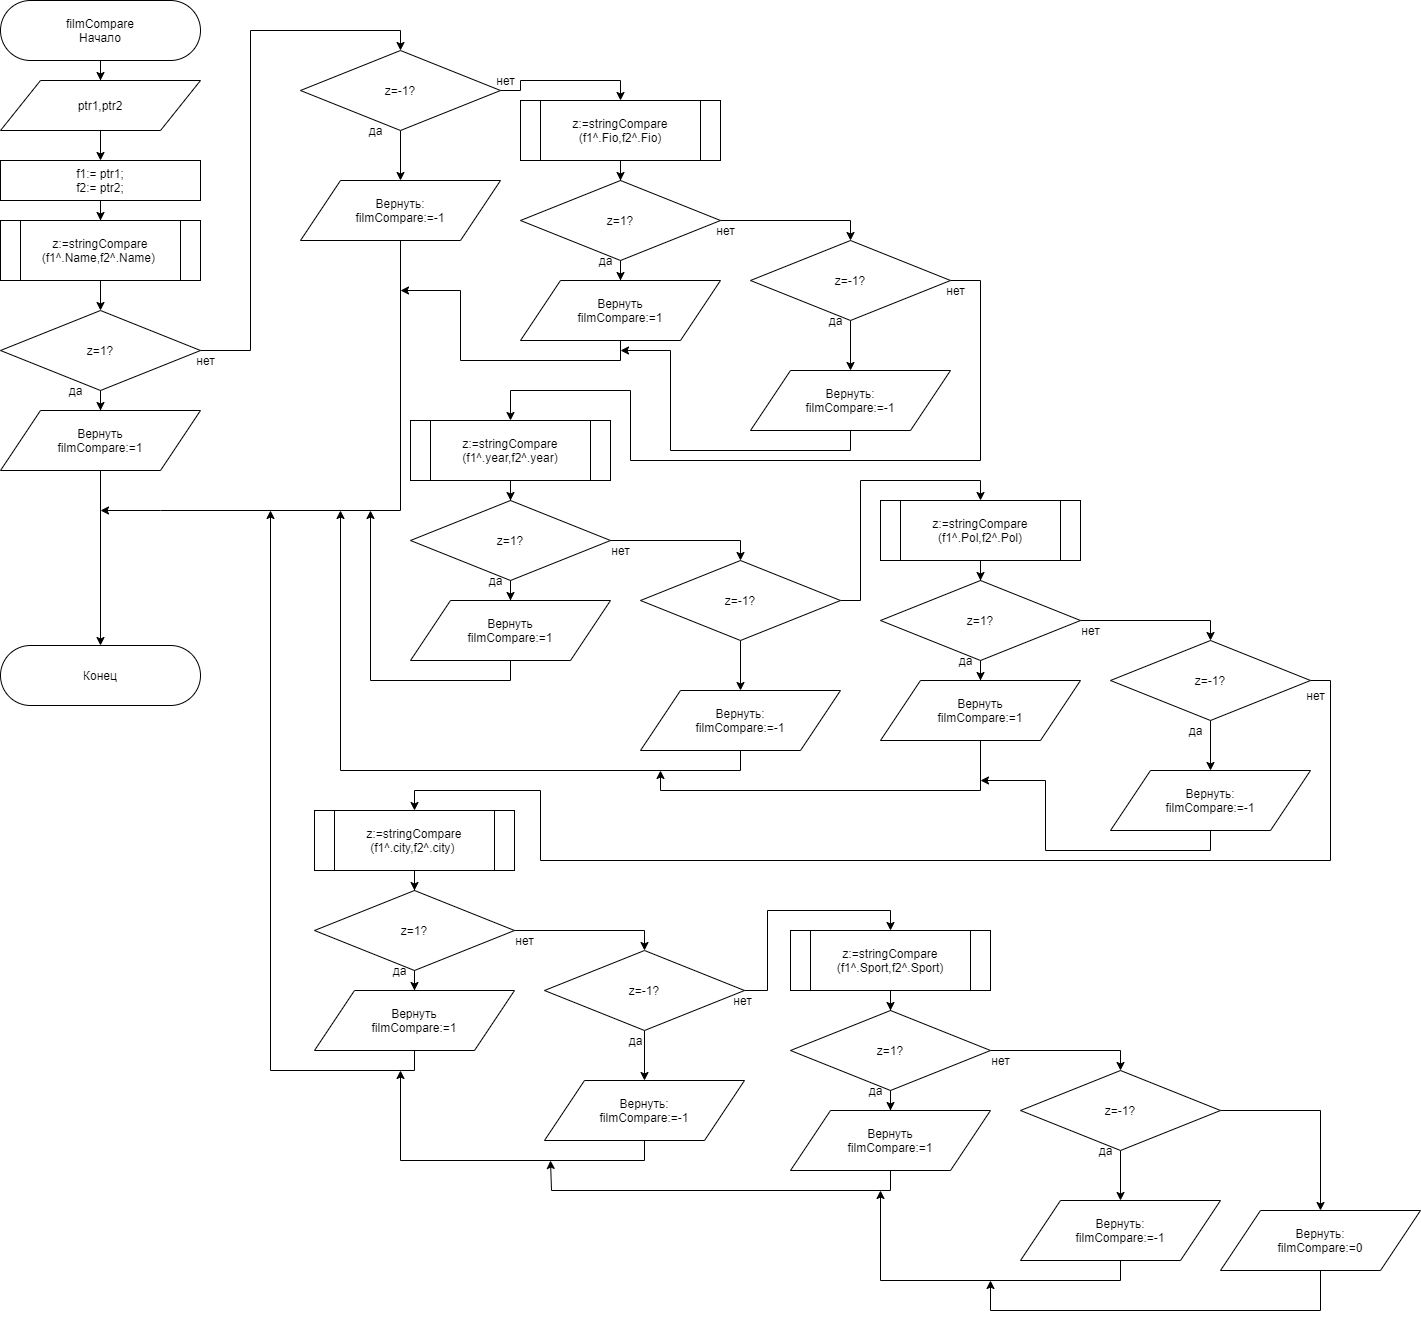 filmCompare
Начало
ptr1,ptr2
f1:= ptr1;
f2:= ptr2;
z:=stringCompare
(f1^.Name,f2^.Name)
z=1?
нет
да
Вернуть
filmCompare:=1
Конец
z=-1?
нет
да
Вернуть:
filmCompare:=-1
z:=stringCompare
(f1^.Fio,f2^.Fio)
z=1?
нет
да
Вернуть
filmCompare:=1
z=-1?
нет
да
Вернуть:
filmCompare:=-1
z:=stringCompare
(f1^.year,f2^.year)
z=1?
нет
да
Вернуть
filmCompare:=1
z=-1?
Вернуть:
filmCompare:=-1
z:=stringCompare
(f1^.Pol,f2^.Pol)
z=1?
нет
да
Вернуть
filmCompare:=1
z=-1?
нет
да
Вернуть:
filmCompare:=-1
z:=stringCompare
(f1^.city,f2^.city)
z=1?
нет
да
Вернуть
filmCompare:=1
z=-1?
нет
да
Вернуть:
filmCompare:=-1
z:=stringCompare
(f1^.Sport,f2^.Sport)
z=1?
нет
да
Вернуть
filmCompare:=1
z=-1?
да
Вернуть:
filmCompare:=-1
Вернуть:
filmCompare:=0